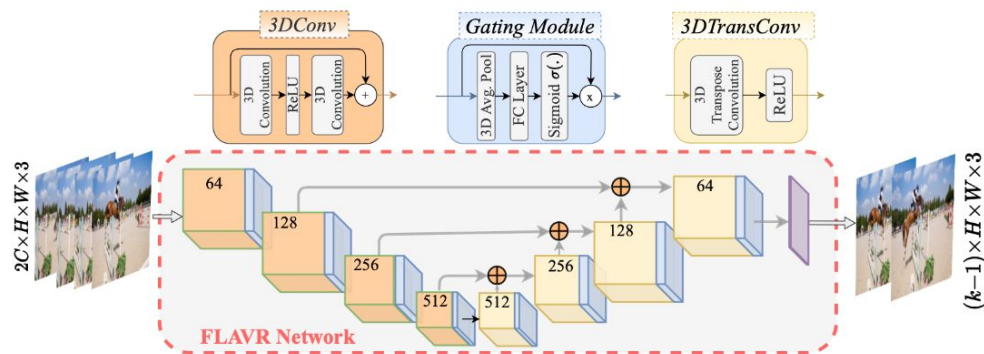 3DConv
3D
Convolution
ReLU
3D
Convolution
+
Gating Module
3D Avg. Pool
FC Layer
Sigmoid σ(.)
x
3DTransConv
3D
Transpose
Convolution
ReLU
2C×H×W×3
64
128
256
512
512
256
128
64
FLAVR Network
(k−1)×H×W×3